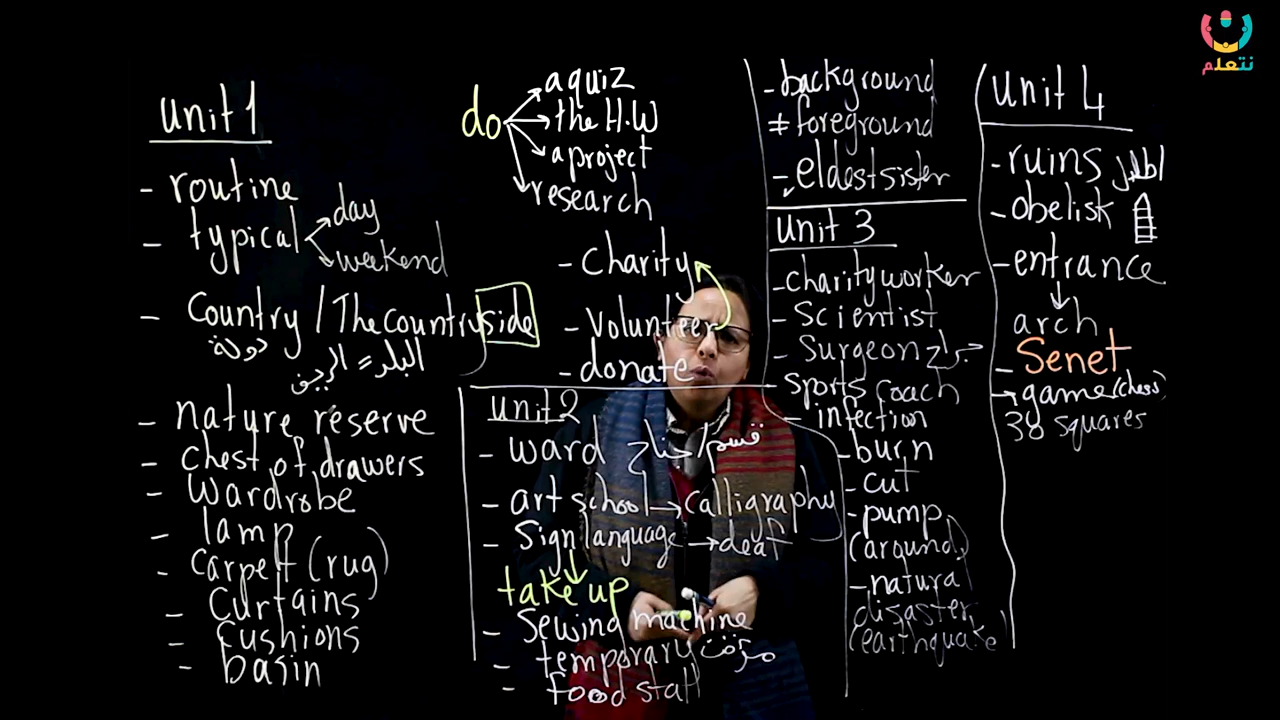 نتعلم
Unit 1
- routine
- typical
day
weekend
- Country / The countryside
دولة
البلد = الريف
- nature reserve
- chest of drawers
- wardrobe
- lamp
- carpet (rug)
- curtains
- cushions
- basin
do
a quiz
the H.W
a project
research
- charity
- Volunteer
- donate
Unit 2
- ward جناح / قسم
- art school → calligraphy
- Sign language → deaf
take up
- Sewing machine
- temporary مؤقت
- food stall
- background
≠ foreground
- eldest sister
Unit 3
- charity worker
- Scientist
- Surgeon جراح
- sports coach
- infection
- burn
- cut
- pump
(around)
- natural
disaster
(earthquake)
Unit 4
- ruins أطلال
- obelisk
- entrance
arch
- Senet
→ game (chess)
30 squares